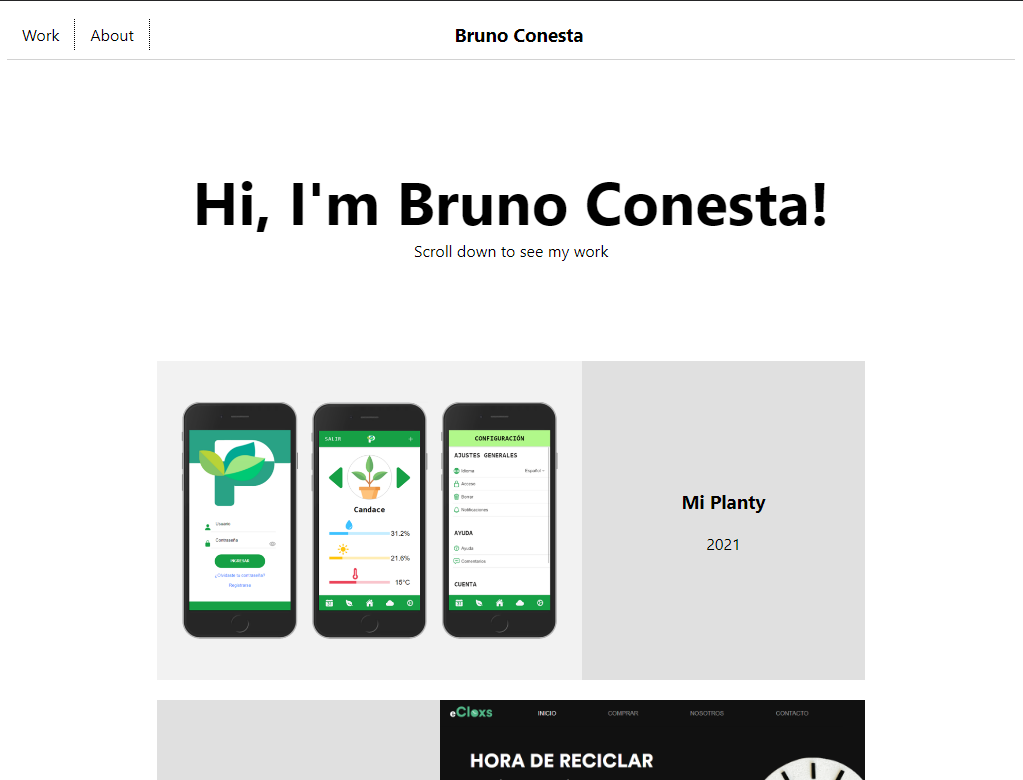 Work About Bruno Conesta
Hi, I'm Bruno Conesta!
Scroll down to see my work
Usuario
Contraseña
INGRESAR
¿Olvidaste tu contraseña?
Registrarse
SALIR +
Candace
31.2%
21.6%
15°C
CONFIGURACIÓN
AJUSTES GENERALES
Idioma Español
Acceso
Borrar
Notificaciones
AYUDA
Ayuda
Comentarios
CUENTA
Mi Planty
2021
eCloxs INICIO COMPRAR NOSOTROS CONTACTO
HORA DE RECICLAR